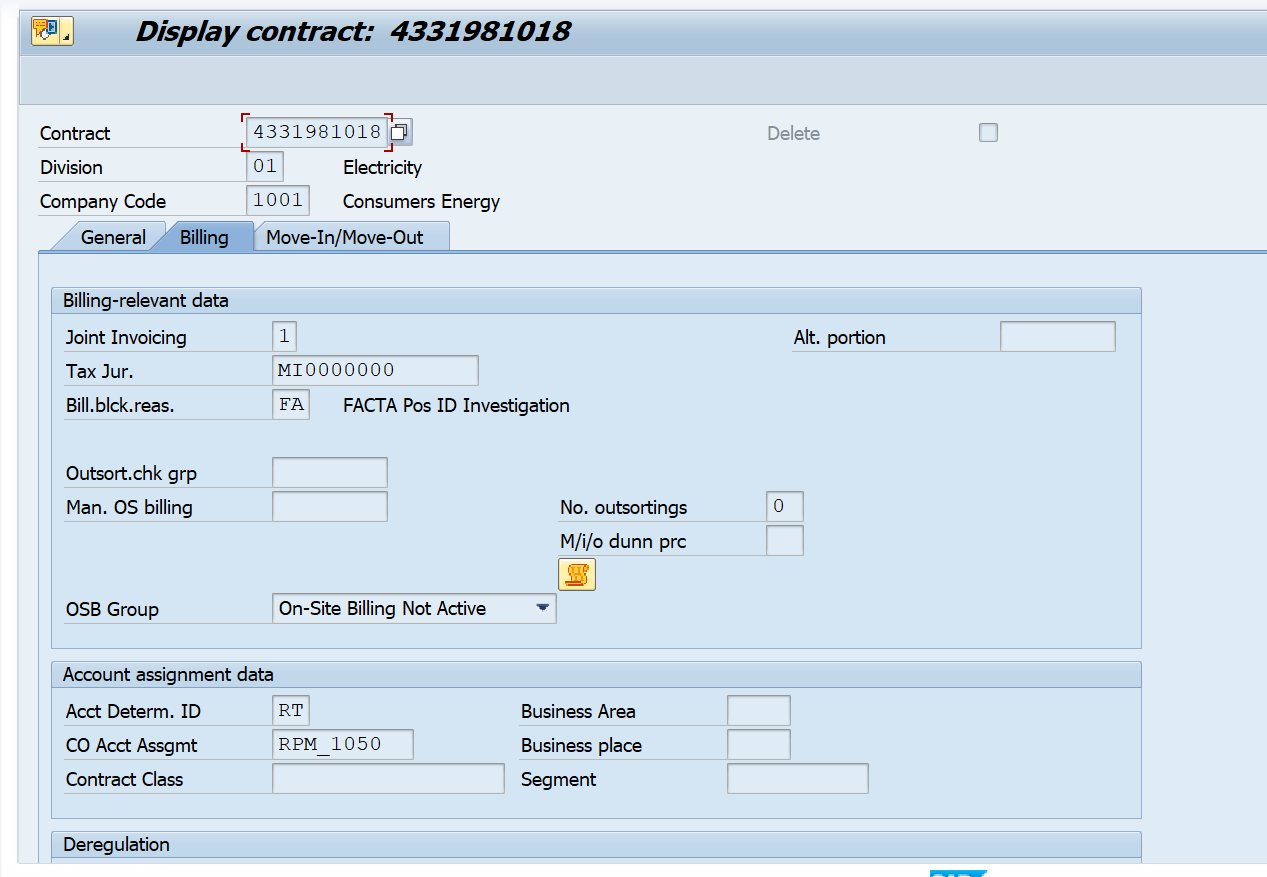 Display contract: 4331981018
Contract 4331981018 Delete
Division 01 Electricity
Company Code 1001 Consumers Energy
General Billing Move-In/Move-Out
Billing-relevant data
Joint Invoicing 1 Alt. portion
Tax Jur. MI0000000
Bill.blck.reas. FA FACTA Pos ID Investigation
Outsort.chk grp
Man. OS billing No. outsortings 0
M/i/o dunn prc
OSB Group On-Site Billing Not Active
Account assignment data
Acct Determ. ID RT Business Area
CO Acct Assgmt RPM_1050 Business place
Contract Class Segment
Deregulation